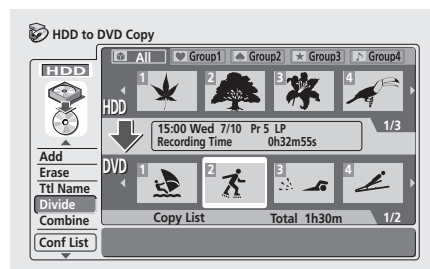 HDD to DVD Copy
HDD
All Group1 Group2 Group3 Group4
1 2 3 4
HDD
15:00 Wed 7/10 Pr 5 LP
Recording Time 0h32m55s
1/3
DVD
1 2 3 4
Copy List Total 1h30m 1/2
Add
Erase
Ttl Name
Divide
Combine
Conf List